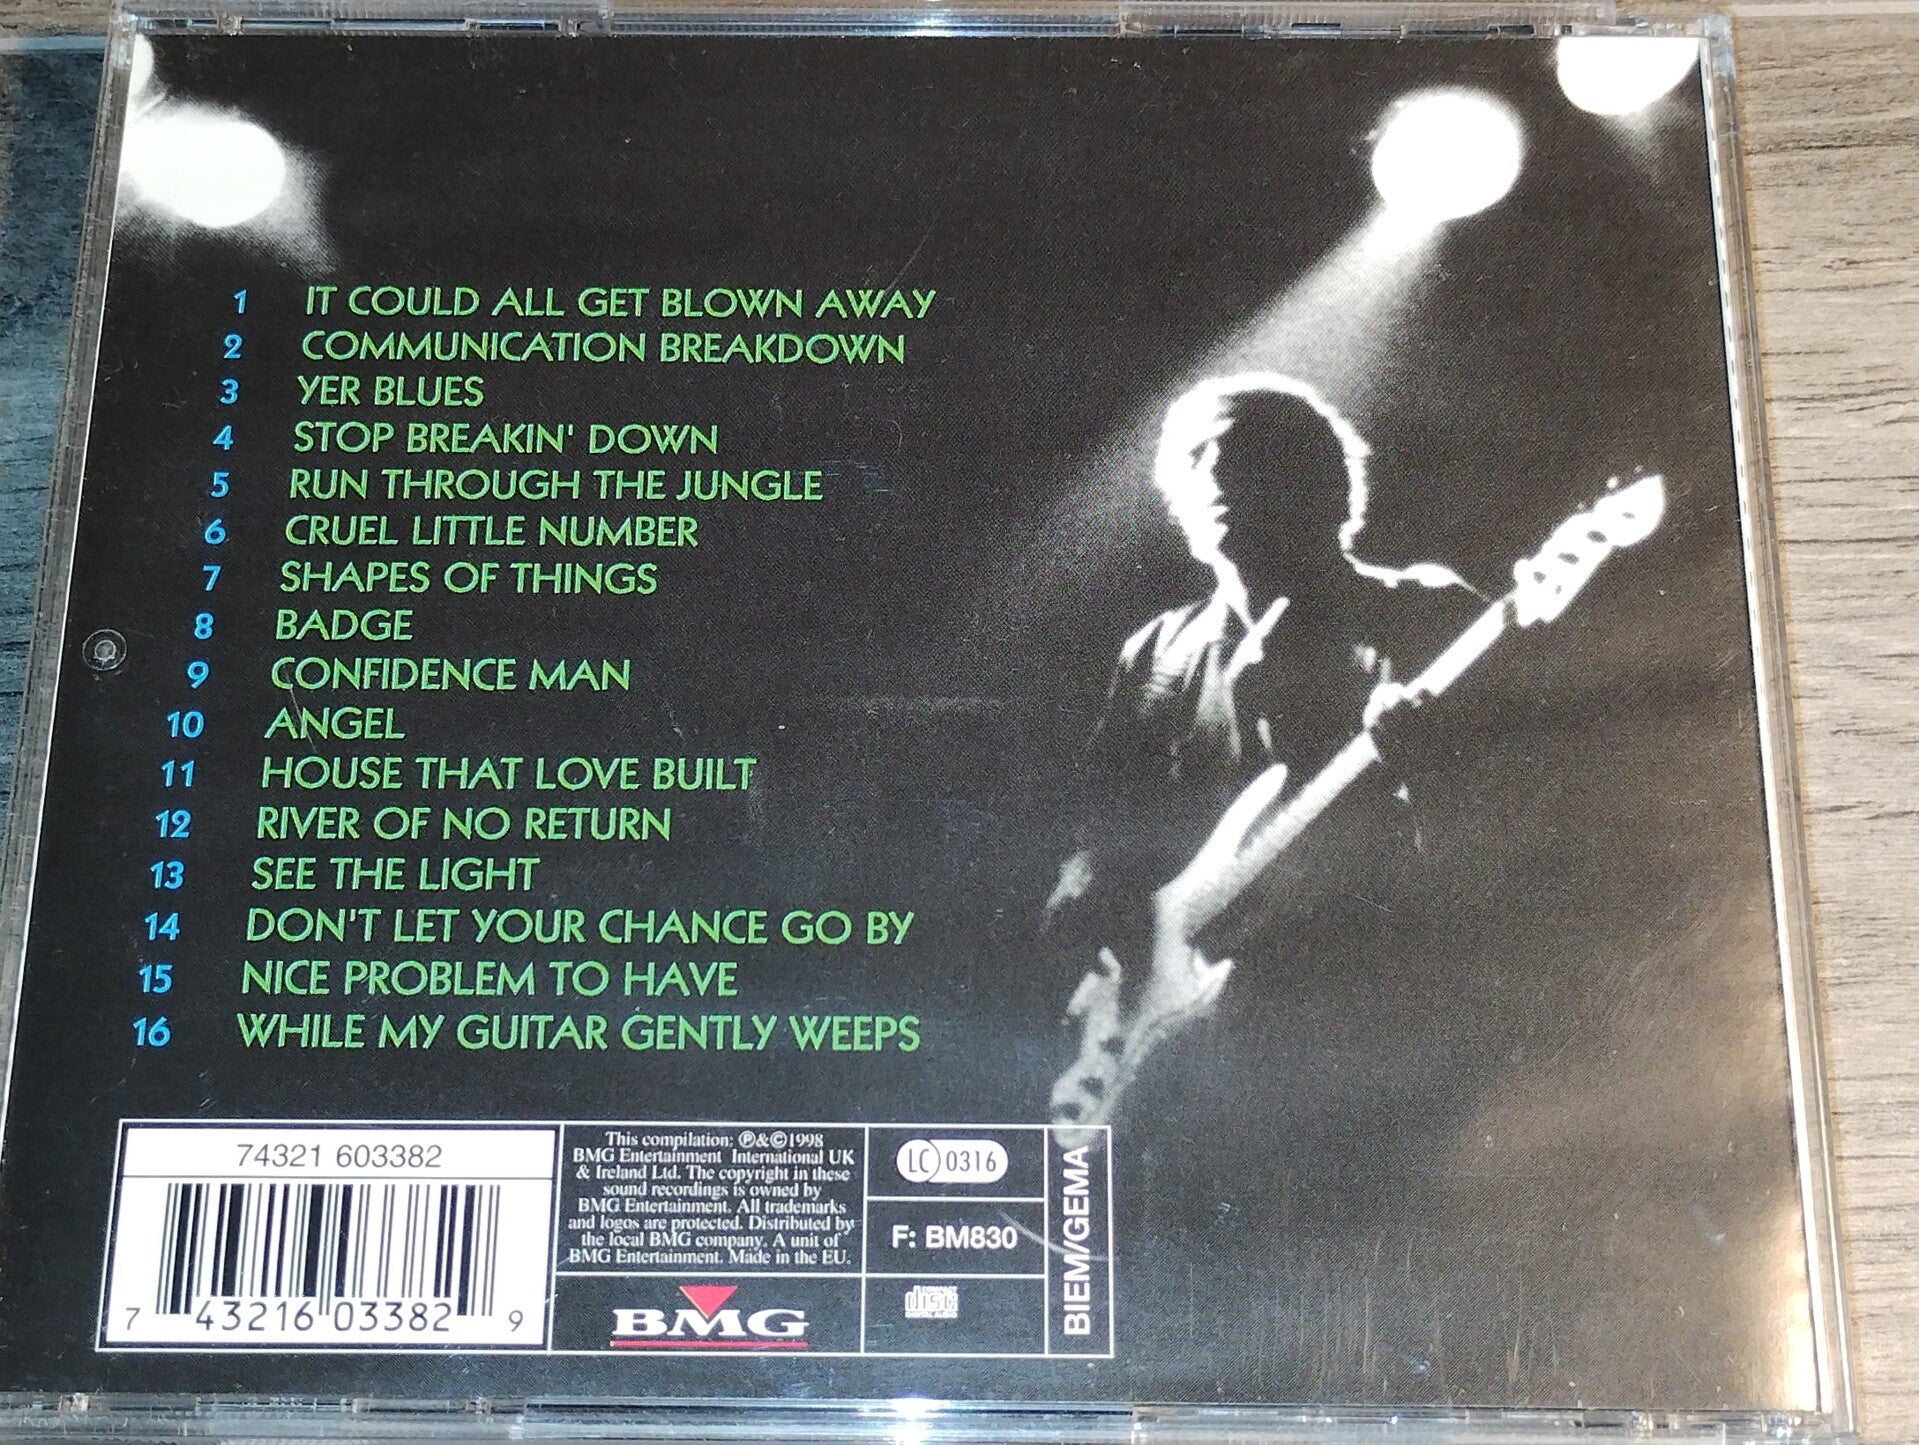 1 IT COULD ALL GET BLOWN AWAY
2 COMMUNICATION BREAKDOWN
3 YER BLUES
4 STOP BREAKIN' DOWN
5 RUN THROUGH THE JUNGLE
6 CRUEL LITTLE NUMBER
7 SHAPES OF THINGS
8 BADGE
9 CONFIDENCE MAN
10 ANGEL
11 HOUSE THAT LOVE BUILT
12 RIVER OF NO RETURN
13 SEE THE LIGHT
14 DON'T LET YOUR CHANCE GO BY
15 NICE PROBLEM TO HAVE
16 WHILE MY GUITAR GENTLY WEEPS
74321 603382
7 43216 03382 9
This compilation: ℗&©1998
BMG Entertainment International UK
& Ireland Ltd. The copyright in these
sound recordings is owned by
BMG Entertainment. All trademarks
and logos are protected. Distributed by
the local BMG company. A unit of
BMG Entertainment. Made in the EU.
BMG
LC 0316
F: BM830
COMPACT
disc
DIGITAL AUDIO
BIEM/GEMA